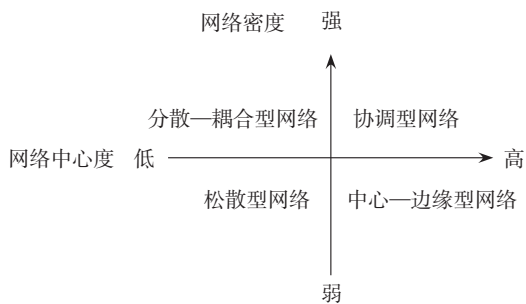 网络密度 强
分散—耦合型网络 协调型网络
网络中心度 低 高
松散型网络 中心—边缘型网络
弱